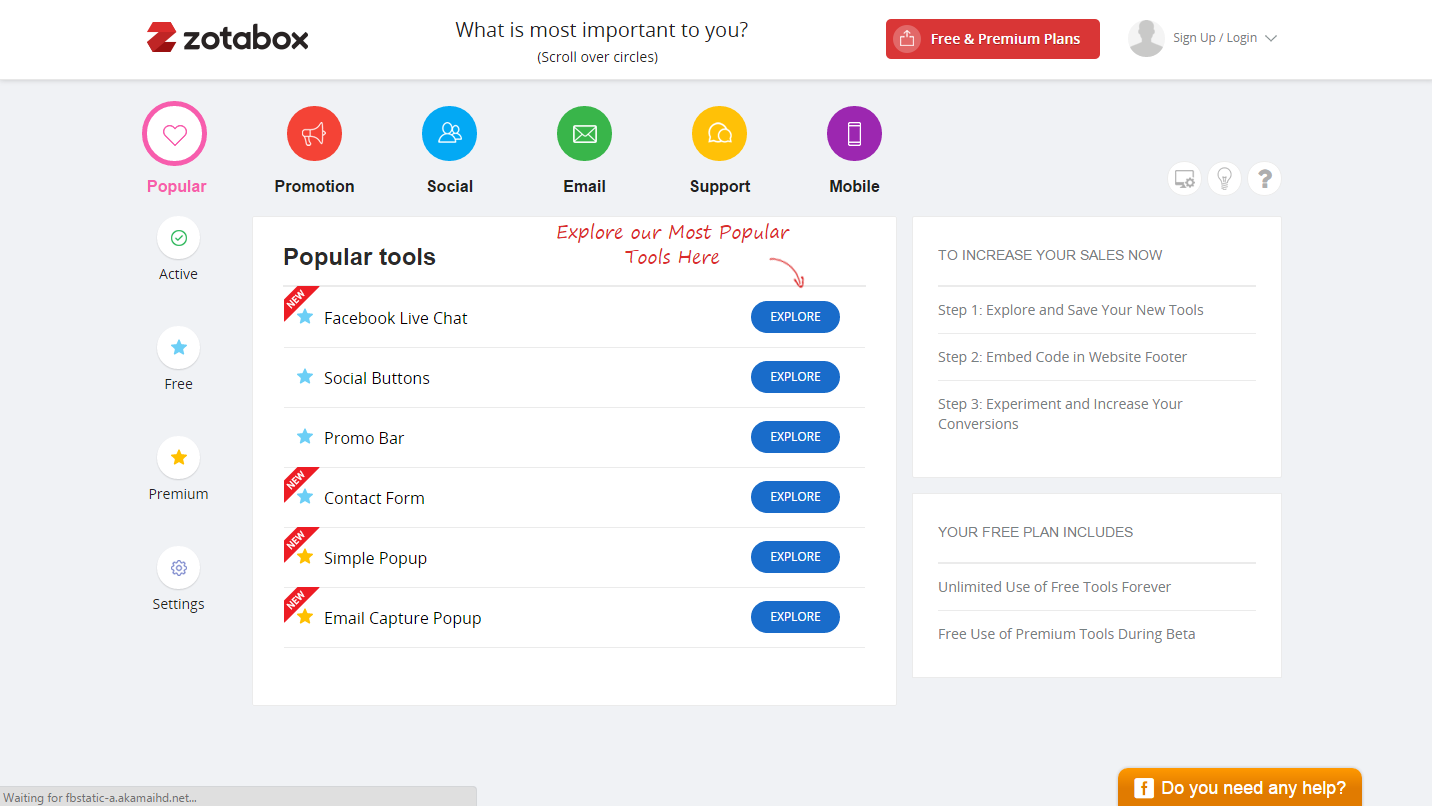 zotabox
What is most important to you?
(Scroll over circles)
Free & Premium Plans
Sign Up / Login
Popular
Promotion
Social
Email
Support
Mobile
?
Active
Free
Premium
Settings
Popular tools
Explore our Most Popular
Tools Here
NEW
Facebook Live Chat
EXPLORE
Social Buttons
EXPLORE
Promo Bar
EXPLORE
NEW
Contact Form
EXPLORE
NEW
Simple Popup
EXPLORE
NEW
Email Capture Popup
EXPLORE
TO INCREASE YOUR SALES NOW
Step 1: Explore and Save Your New Tools
Step 2: Embed Code in Website Footer
Step 3: Experiment and Increase Your
Conversions
YOUR FREE PLAN INCLUDES
Unlimited Use of Free Tools Forever
Free Use of Premium Tools During Beta
f Do you need any help?
Waiting for fbstatic-a.akamaihd.net...